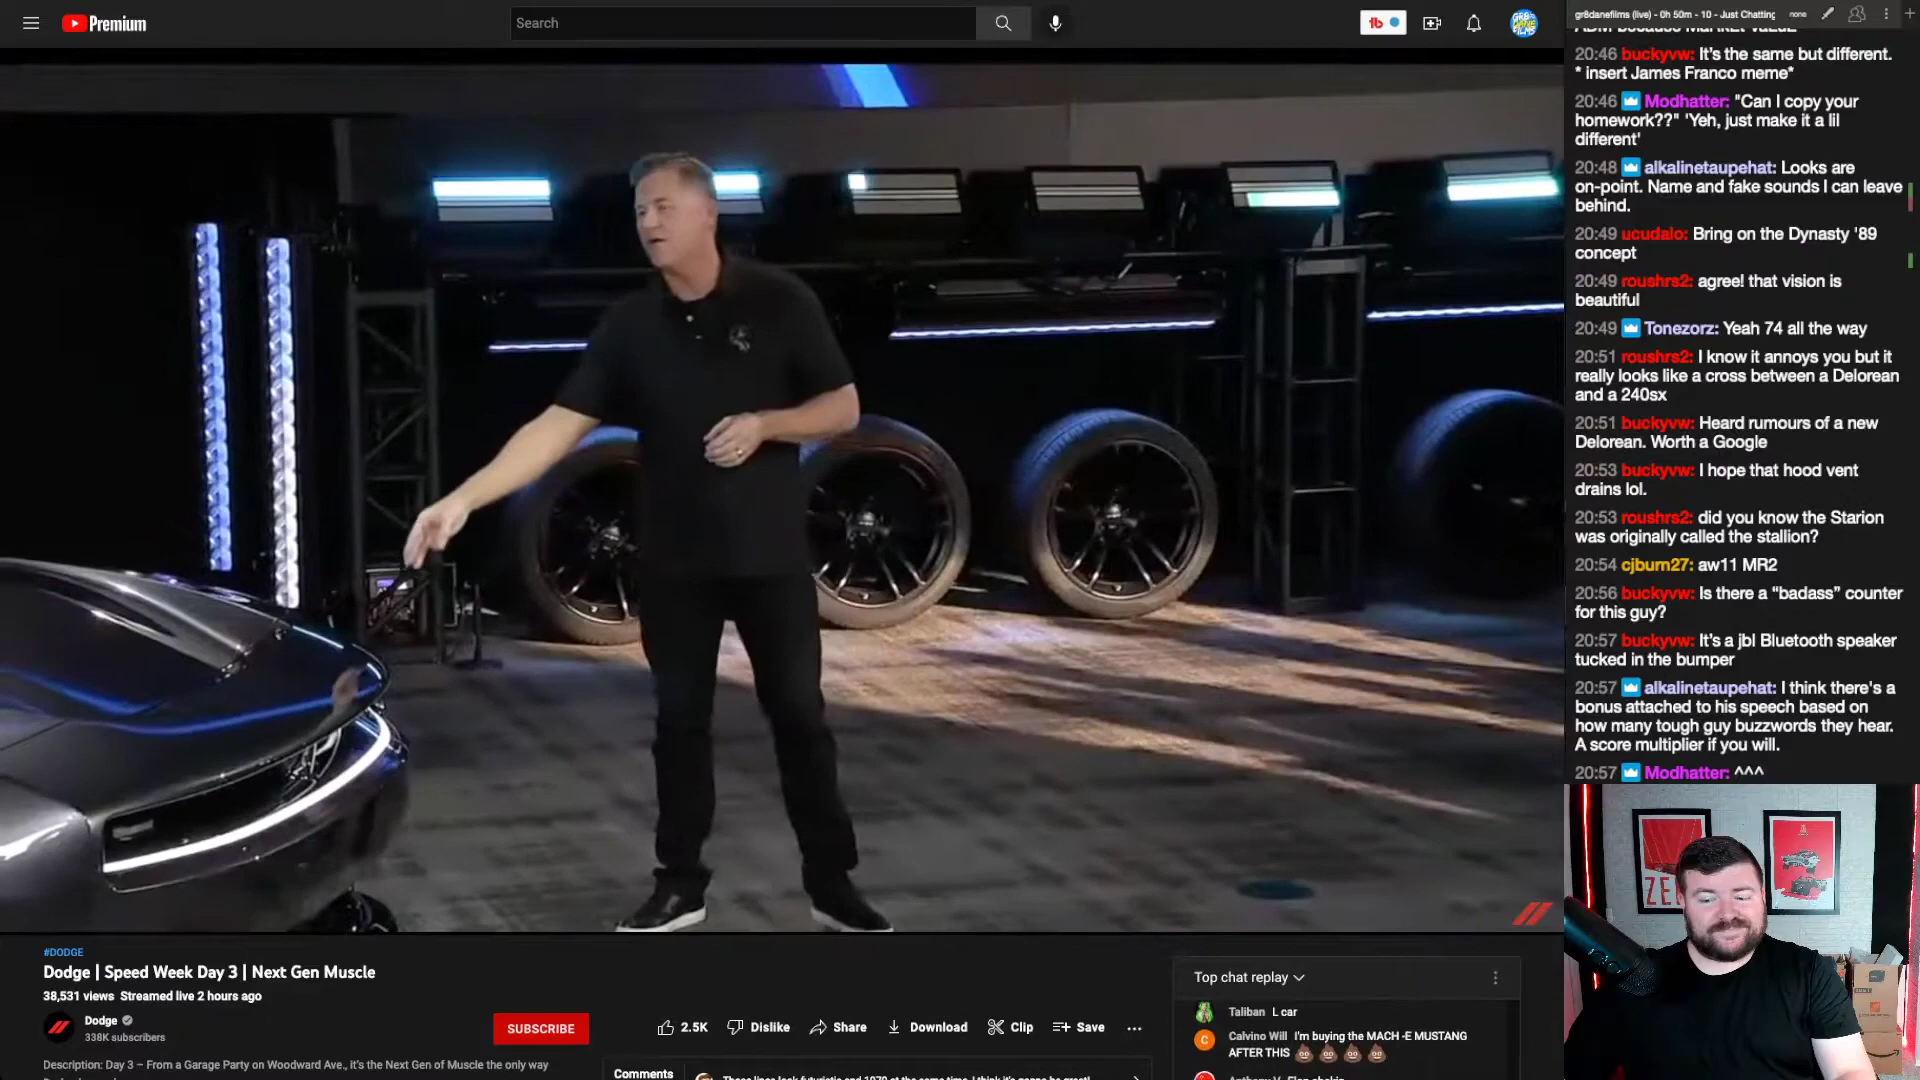 Premium
Search
gr8danefilms (live) - 0h 50m - 10 - Just Chatting
none
ADM because MarkEt VaLuE
20:46 buckyvw: It's the same but different.
* insert James Franco meme*
20:46 Modhatter: "Can I copy your
homework??" 'Yeh, just make it a lil
different'
20:48 alkalinetaupehat: Looks are
on-point. Name and fake sounds I can leave
behind.
20:49 ucudalo: Bring on the Dynasty '89
concept
20:49 roushrs2: agree! that vision is
beautiful
20:49 Tonezorz: Yeah 74 all the way
20:51 roushrs2: I know it annoys you but it
really looks like a cross between a Delorean
and a 240sx
20:51 buckyvw: Heard rumours of a new
Delorean. Worth a Google
20:53 buckyvw: I hope that hood vent
drains lol.
20:53 roushrs2: did you know the Starion
was originally called the stallion?
20:54 cjburn27: aw11 MR2
20:56 buckyvw: Is there a “badass” counter
for this guy?
20:57 buckyvw: It's a jbl Bluetooth speaker
tucked in the bumper
20:57 alkalinetaupehat: I think there's a
bonus attached to his speech based on
how many tough guy buzzwords they hear.
A score multiplier if you will.
20:57 Modhatter: ^^^
#DODGE
Dodge | Speed Week Day 3 | Next Gen Muscle
38,531 views Streamed live 2 hours ago
Dodge
338K subscribers
SUBSCRIBE
2.5K
Dislike
Share
Download
Clip
Save
Description: Day 3 – From a Garage Party on Woodward Ave., it's the Next Gen of Muscle the only way
Comments
Top chat replay
Taliban L car
Calvino Will I'm buying the MACH -E MUSTANG
AFTER THIS